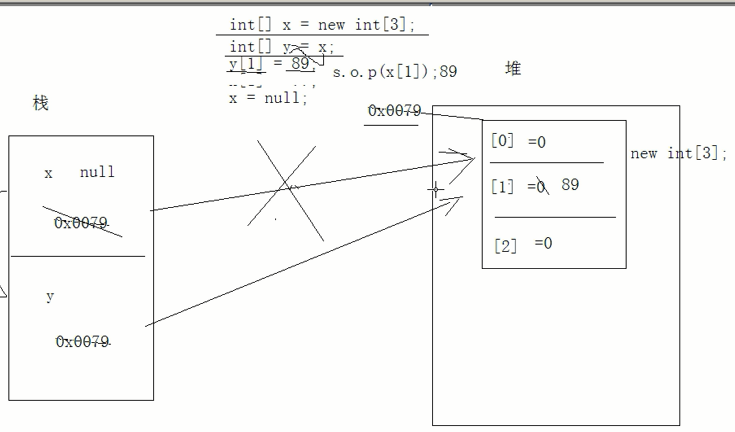 int[] x = new int[3];
int[] y = x;
y[1] = 89;
s.o.p(x[1]);89
x = null;
栈
堆
0x0079
x null
0x0079
y
0x0079
[0] =0
[1] =0 89
[2] =0
new int[3];